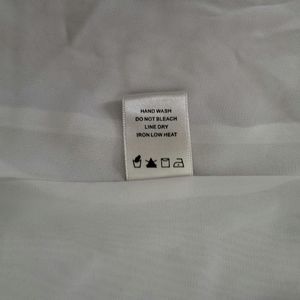 HAND WASH
DO NOT BLEACH
LINE DRY
IRON LOW HEAT